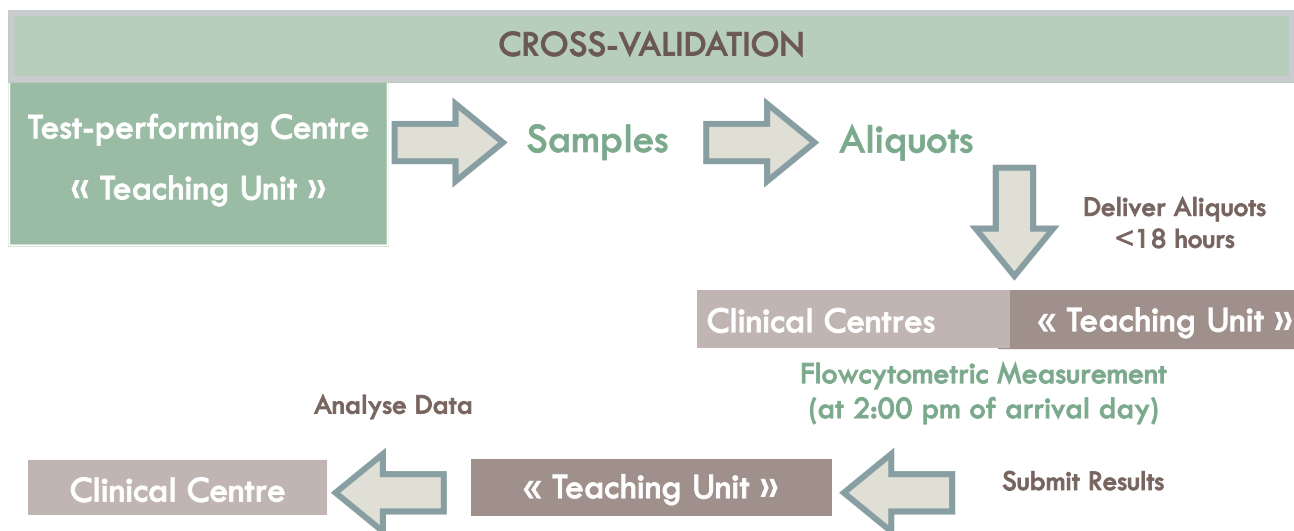 CROSS-VALIDATION
Test-performing Centre
« Teaching Unit »
Samples
Aliquots
Deliver Aliquots
<18 hours
Clinical Centres
« Teaching Unit »
Flowcytometric Measurement
(at 2:00 pm of arrival day)
Submit Results
« Teaching Unit »
Analyse Data
Clinical Centre